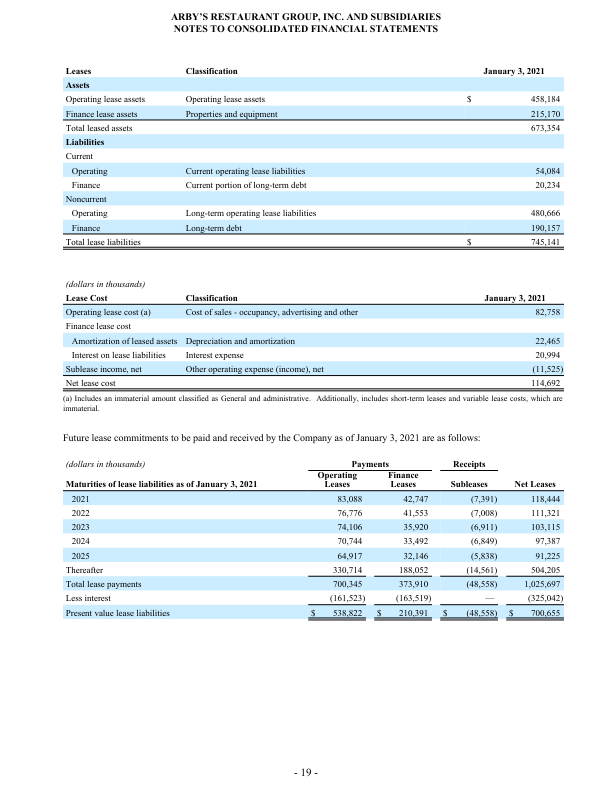 ARBY'S RESTAURANT GROUP, INC. AND SUBSIDIARIES
NOTES TO CONSOLIDATED FINANCIAL STATEMENTS
Leases Classification January 3, 2021
Assets
Operating lease assets Operating lease assets $ 458,184
Finance lease assets Properties and equipment 215,170
Total leased assets 673,354
Liabilities
Current
Operating Current operating lease liabilities 54,084
Finance Current portion of long-term debt 20,234
Noncurrent
Operating Long-term operating lease liabilities 480,666
Finance Long-term debt 190,157
Total lease liabilities $ 745,141
(dollars in thousands)
Lease Cost Classification January 3, 2021
Operating lease cost (a) Cost of sales - occupancy, advertising and other 82,758
Finance lease cost
Amortization of leased assets Depreciation and amortization 22,465
Interest on lease liabilities Interest expense 20,994
Sublease income, net Other operating expense (income), net (11,525)
Net lease cost 114,692
(a) Includes an immaterial amount classified as General and administrative. Additionally, includes short-term leases and variable lease costs, which are
immaterial.
Future lease commitments to be paid and received by the Company as of January 3, 2021 are as follows:
(dollars in thousands) Payments Receipts
Maturities of lease liabilities as of January 3, 2021 Operating Leases Finance Leases Subleases Net Leases
2021 83,088 42,747 (7,391) 118,444
2022 76,776 41,553 (7,008) 111,321
2023 74,106 35,920 (6,911) 103,115
2024 70,744 33,492 (6,849) 97,387
2025 64,917 32,146 (5,838) 91,225
Thereafter 330,714 188,052 (14,561) 504,205
Total lease payments 700,345 373,910 (48,558) 1,025,697
Less interest (161,523) (163,519) — (325,042)
Present value lease liabilities $ 538,822 $ 210,391 $ (48,558) $ 700,655
- 19 -